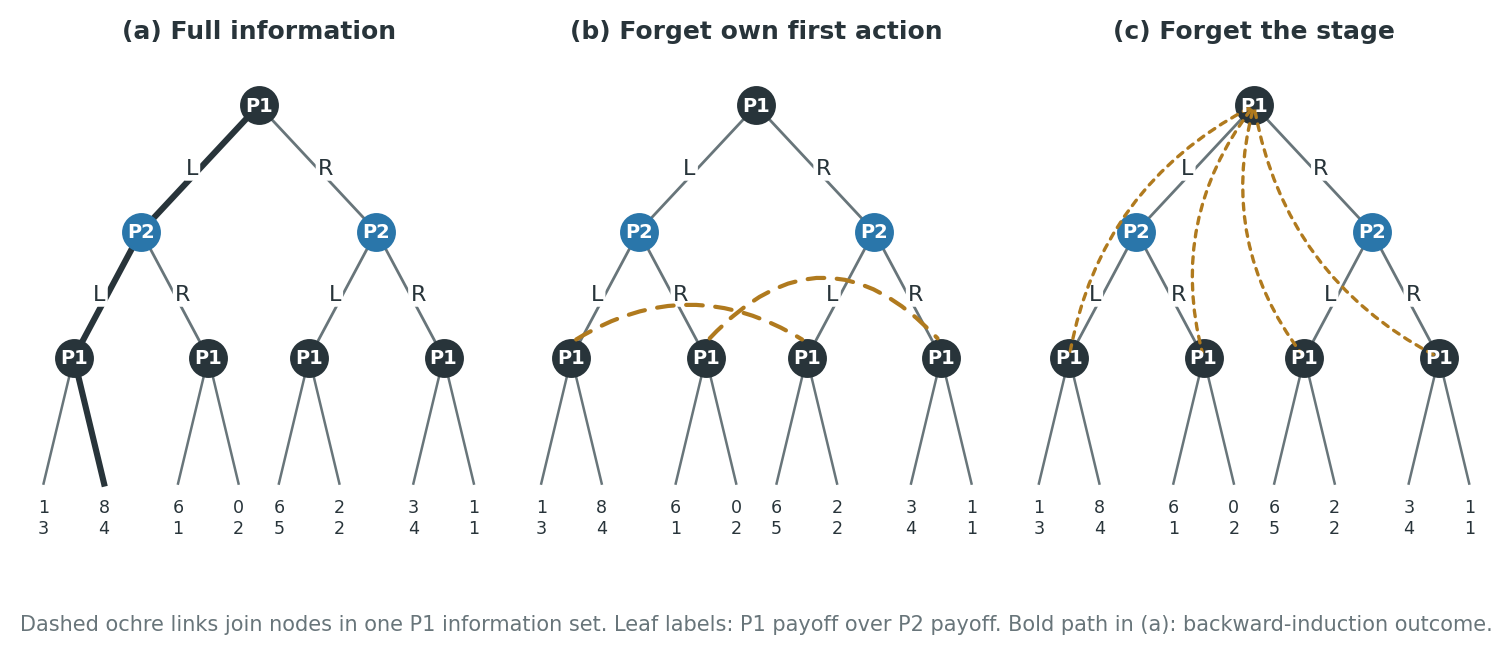 (a) Full information
(b) Forget own first action
(c) Forget the stage
P1 P1 P1
L R L R L R
P2 P2 P2 P2 P2 P2
L R L R L R L R L R L R
P1 P1 P1 P1 P1 P1 P1 P1 P1 P1 P1 P1
1 8 6 0 6 2 3 1 1 8 6 0 6 2 3 1 1 8 6 0 6 2 3 1
3 4 1 2 5 2 4 1 3 4 1 2 5 2 4 1 3 4 1 2 5 2 4 1
Dashed ochre links join nodes in one P1 information set. Leaf labels: P1 payoff over P2 payoff. Bold path in (a): backward-induction outcome.